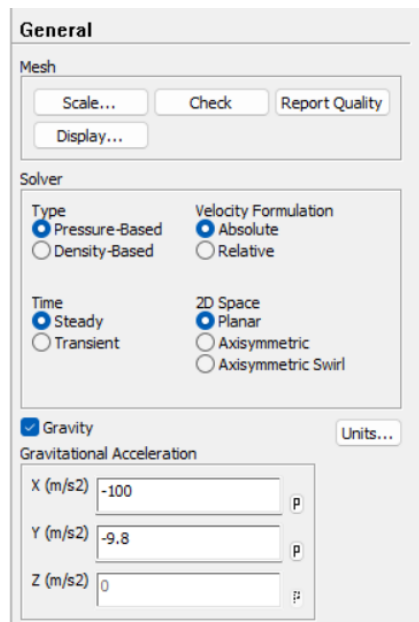 General
Mesh
Scale... Check Report Quality
Display...
Solver
Type Velocity Formulation
Pressure-Based Absolute
Density-Based Relative
Time 2D Space
Steady Planar
Transient Axisymmetric
Axisymmetric Swirl
Gravity Units...
Gravitational Acceleration
X (m/s2) -100 P
Y (m/s2) -9.8 P
Z (m/s2) 0 P